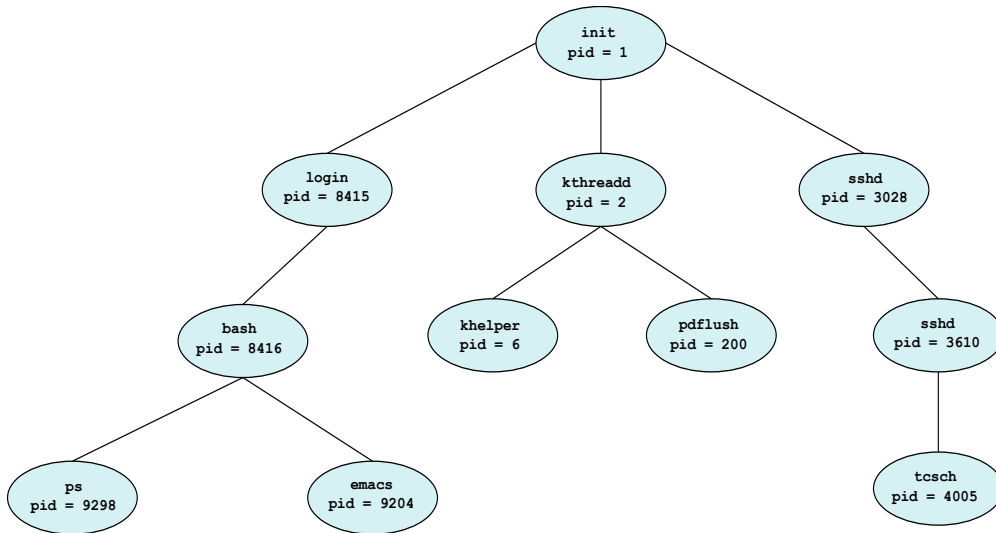 init
pid = 1
login
pid = 8415
kthreadd
pid = 2
sshd
pid = 3028
bash
pid = 8416
khelper
pid = 6
pdflush
pid = 200
sshd
pid = 3610
ps
pid = 9298
emacs
pid = 9204
tcsch
pid = 4005